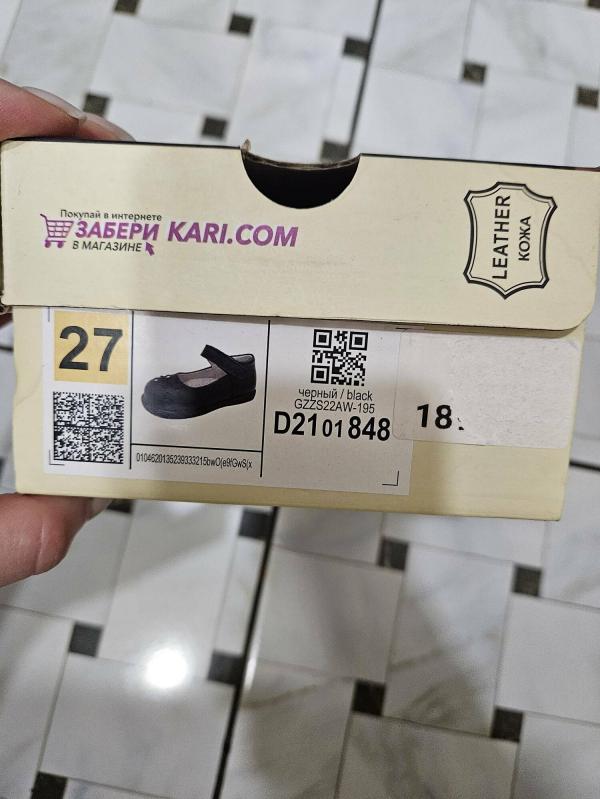 Покупай в интернете
ЗАБЕРИ KARI.COM
В МАГАЗИНЕ
LEATHER
КОЖА
27
черный / black
GZZS22AW-195
D21 01 848
18